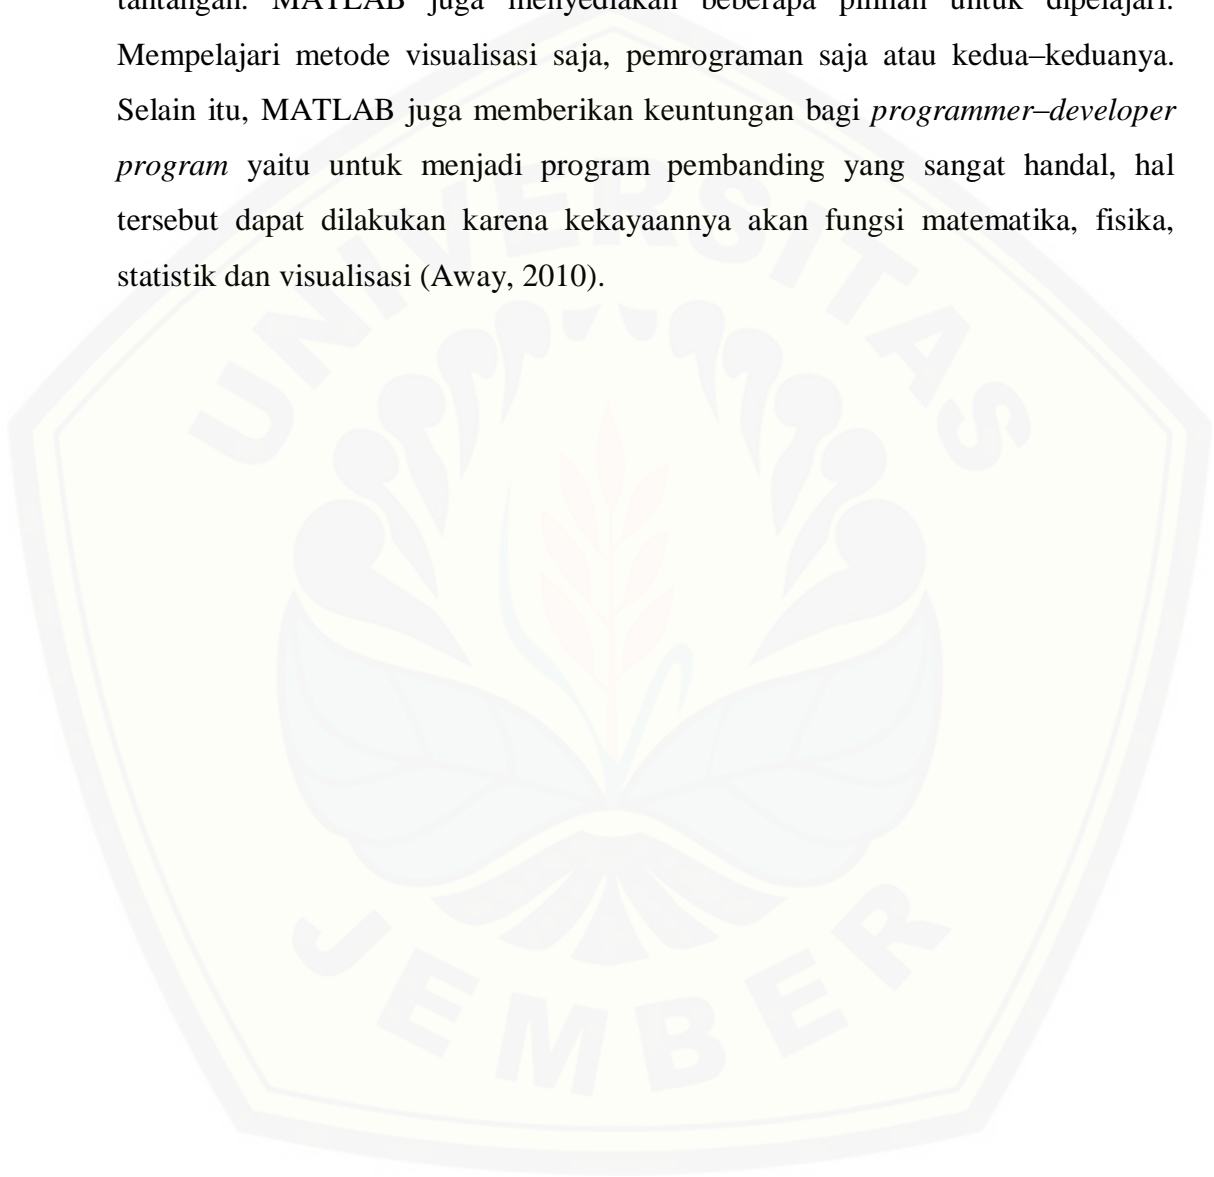 tantangan. MATLAB juga menyediakan beberapa pilihan untuk dipelajari.
Mempelajari metode visualisasi saja, pemrograman saja atau kedua–keduanya.
Selain itu, MATLAB juga memberikan keuntungan bagi programmer–developer
program yaitu untuk menjadi program pembanding yang sangat handal, hal
tersebut dapat dilakukan karena kekayaannya akan fungsi matematika, fisika,
statistik dan visualisasi (Away, 2010).
UNIVERSITAS
JEMBER